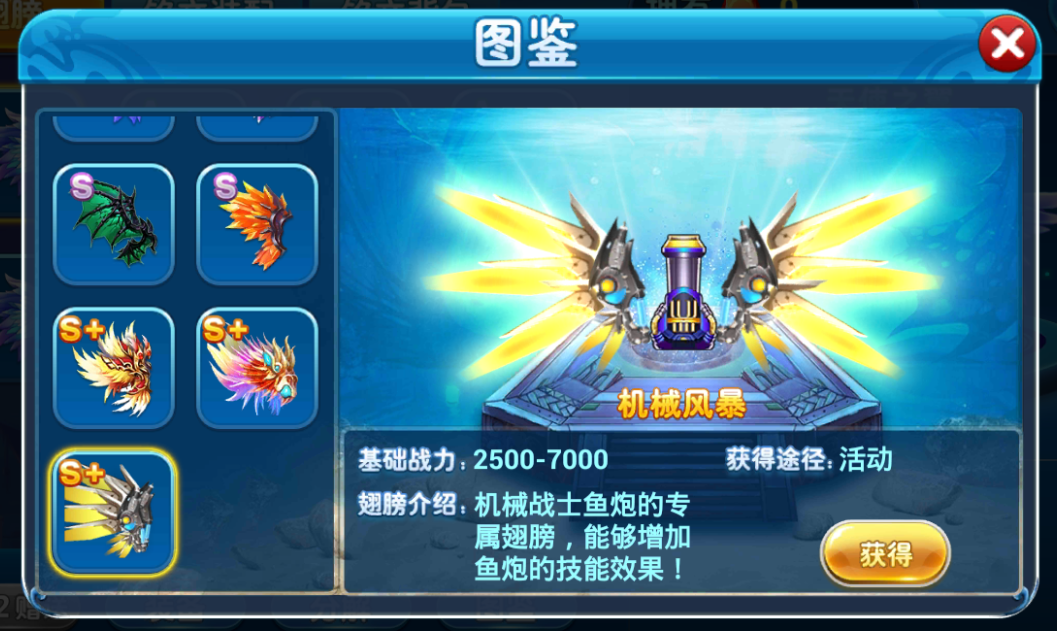 图鉴
S
S
S+
S+
S+
机械风暴
基础战力：2500-7000
获得途径：活动
翅膀介绍：机械战士鱼炮的专
属翅膀，能够增加
鱼炮的技能效果！
获得